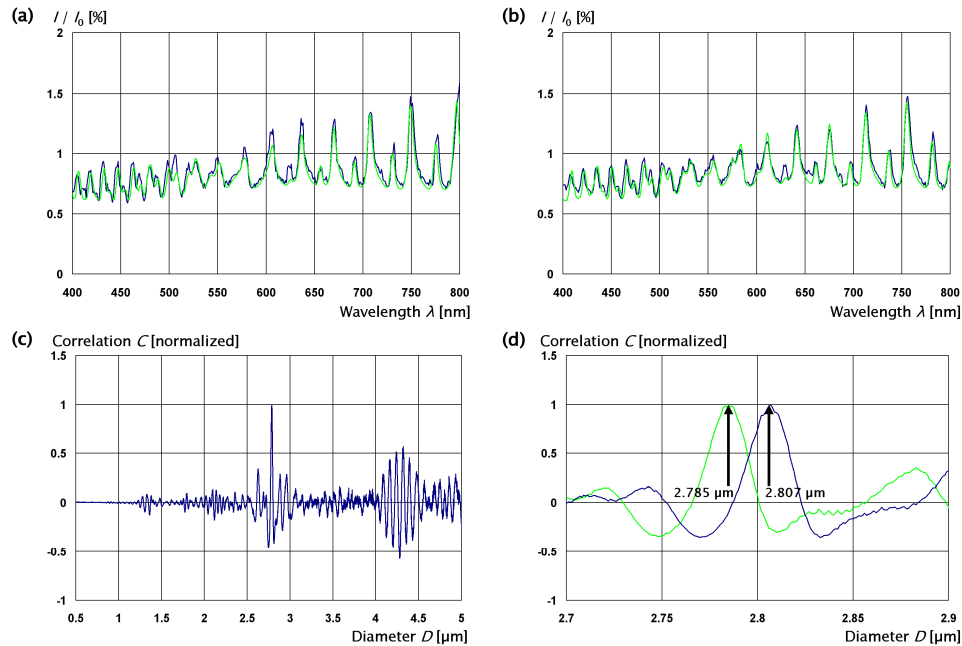 (a) I / I0 [%]
2
1.5
1
0.5
0
400 450 500 550 600 650 700 750 800
Wavelength λ [nm]
(b) I / I0 [%]
2
1.5
1
0.5
0
400 450 500 550 600 650 700 750 800
Wavelength λ [nm]
(c) Correlation C [normalized]
1.5
1
0.5
0
-0.5
-1
0.5 1 1.5 2 2.5 3 3.5 4 4.5 5
Diameter D [µm]
(d) Correlation C [normalized]
1.5
1
0.5
0
-0.5
-1
2.785 µm 2.807 µm
2.7 2.75 2.8 2.85 2.9
Diameter D [µm]